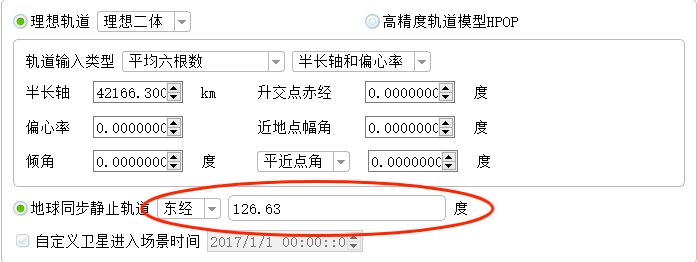 理想轨道 理想二体 高精度轨道模型HPOP
轨道输入类型 平均六根数 半长轴和偏心率
半长轴 42166.300 km 升交点赤经 0.0000000 度
偏心率 0.0000000 近地点幅角 0.0000000 度
倾角 0.0000000 度 平近点角 0.0000000 度
地球同步静止轨道 东经 126.63 度
自定义卫星进入场景时间 2017/1/1 00:00::0